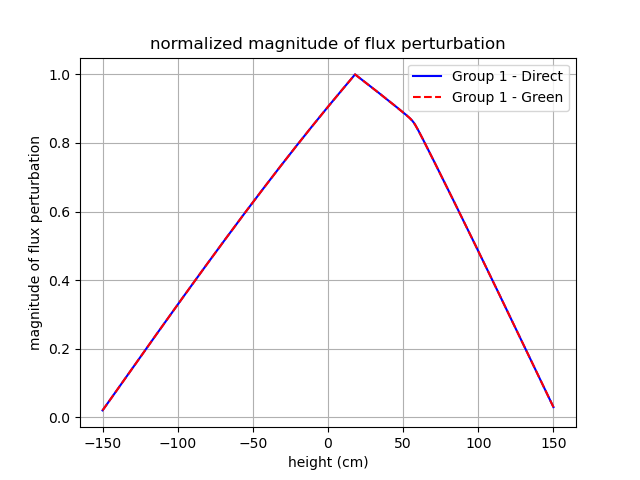 normalized magnitude of flux perturbation
Group 1 - Direct
Group 1 - Green
magnitude of flux perturbation
1.0
0.8
0.6
0.4
0.2
0.0
−150
−100
−50
0
50
100
150
height (cm)